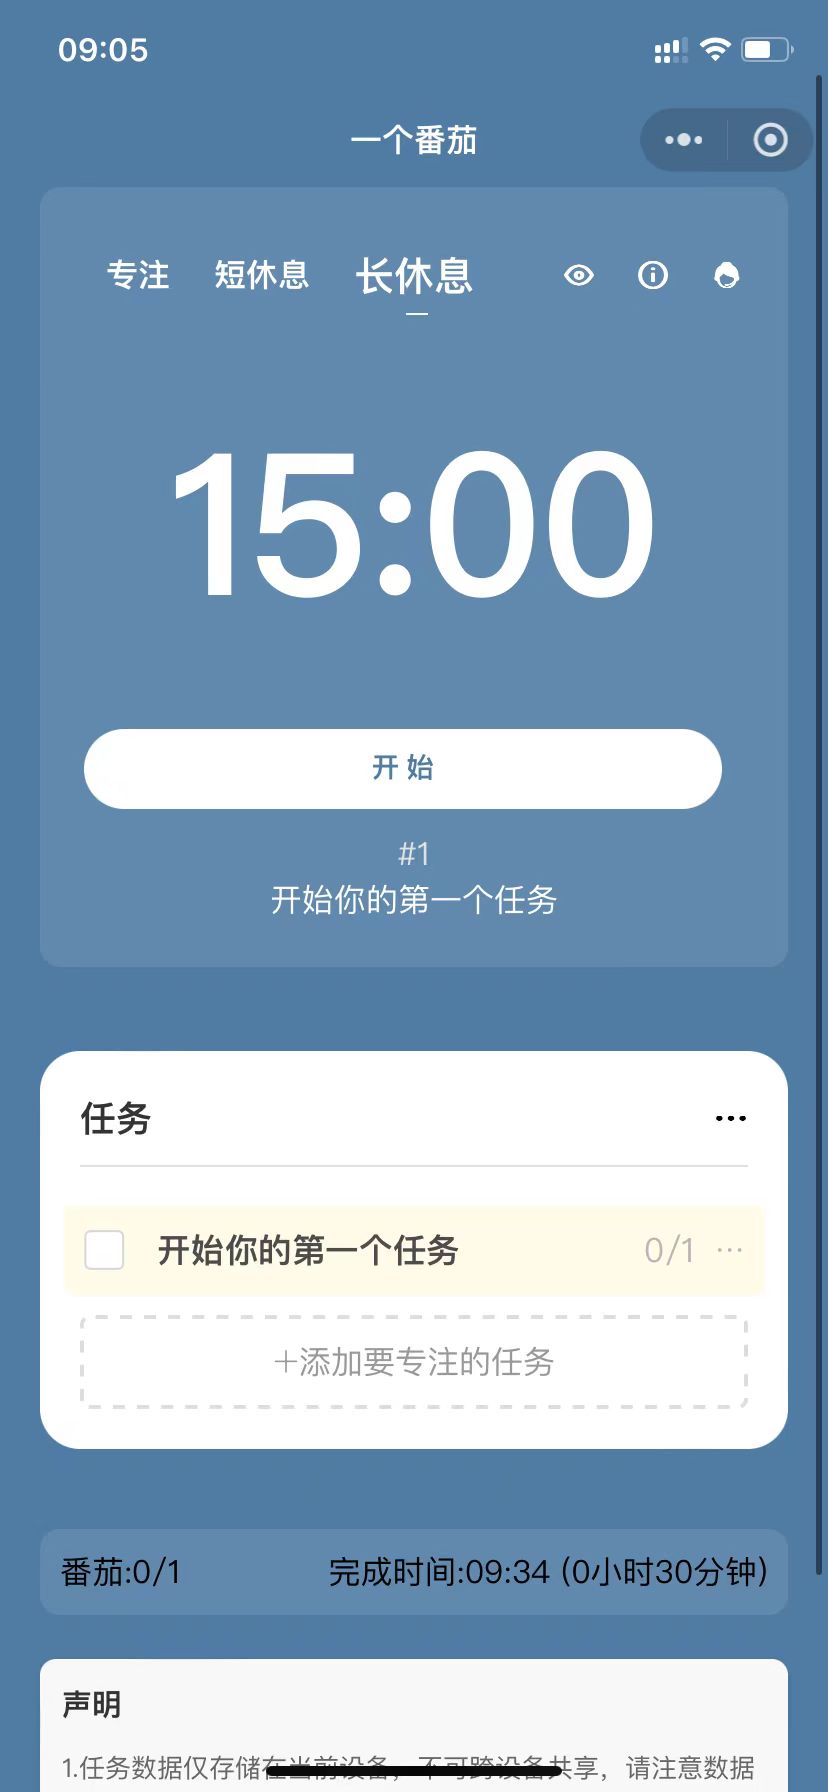 09:05
一个番茄
专注 短休息 长休息
15:00
开始
#1
开始你的第一个任务
任务
开始你的第一个任务 0/1
+添加要专注的任务
番茄:0/1 完成时间:09:34 (0小时30分钟)
声明
1.任务数据仅存储在当前设备，不可跨设备共享，请注意数据